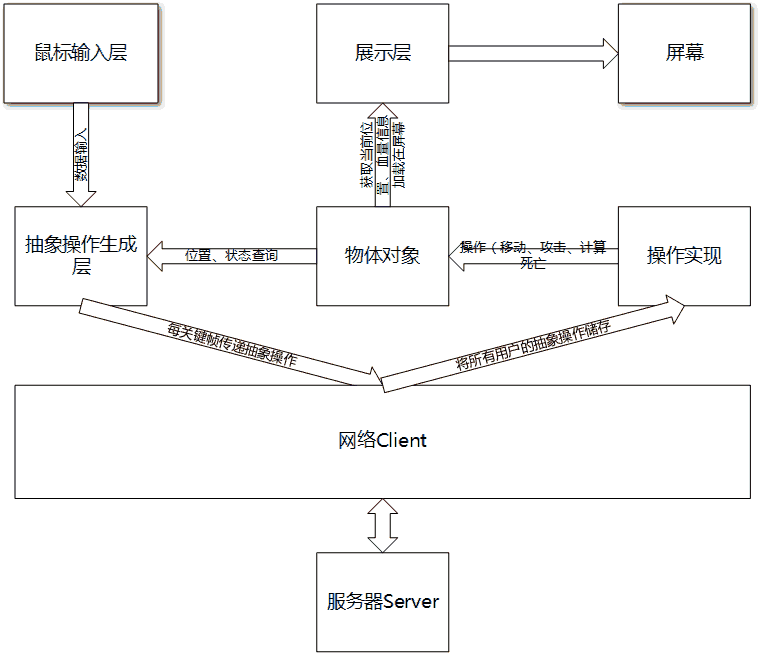 鼠标输入层
展示层
屏幕
数据输入
获取当前位
置、血量信息
加载在屏幕
抽象操作生成
层
位置、状态查询
物体对象
操作（移动、攻击、计算
死亡
操作实现
每关键帧传递抽象操作
将所有用户的抽象操作储存
网络Client
服务器Server